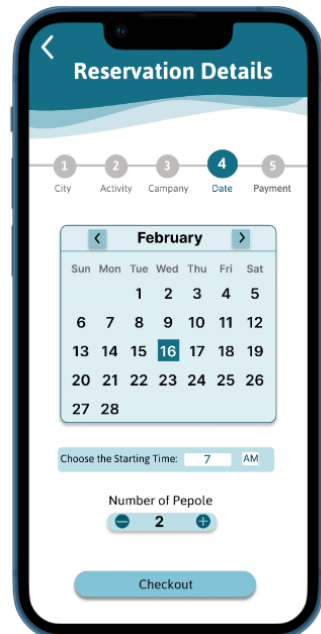 Reservation Details
1 2 3 4 5
City Activity Company Date Payment
< February >
Sun Mon Tue Wed Thu Fri Sat
1 2 3 4 5
6 7 8 9 10 11 12
13 14 15 16 17 18 19
20 21 22 23 24 25 26
27 28
Choose the Starting Time: 7 AM
Number of Pepole
2
Checkout